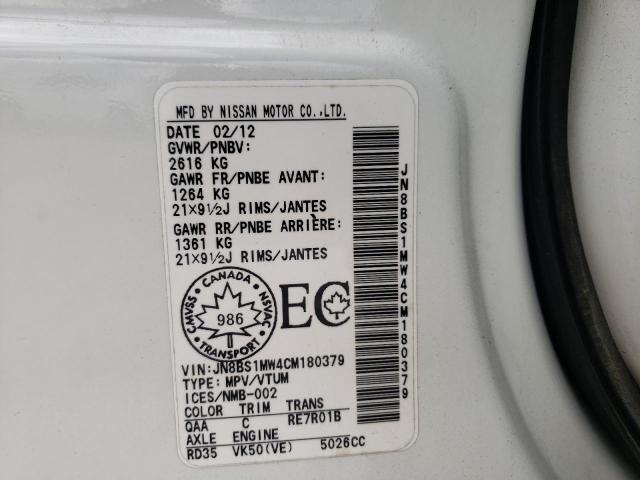 MFD BY NISSAN MOTOR CO.,LTD.
DATE 02/12
GVWR/PNBV:
2616 KG
GAWR FR/PNBE AVANT:
1264 KG
21×9½J RIMS/JANTES
GAWR RR/PNBE ARRIÈRE:
1361 KG
21×9½J RIMS/JANTES
CANADA
CMVSS NSVAC
986
TRANSPORT
EC
VIN:JN8BS1MW4CM180379
TYPE: MPV/VTUM
ICES/NMB-002
COLOR TRIM TRANS
QAA C RE7R01B
AXLE ENGINE
RD35 VK50(VE) 5026CC
JN8BS1MW4CM180379